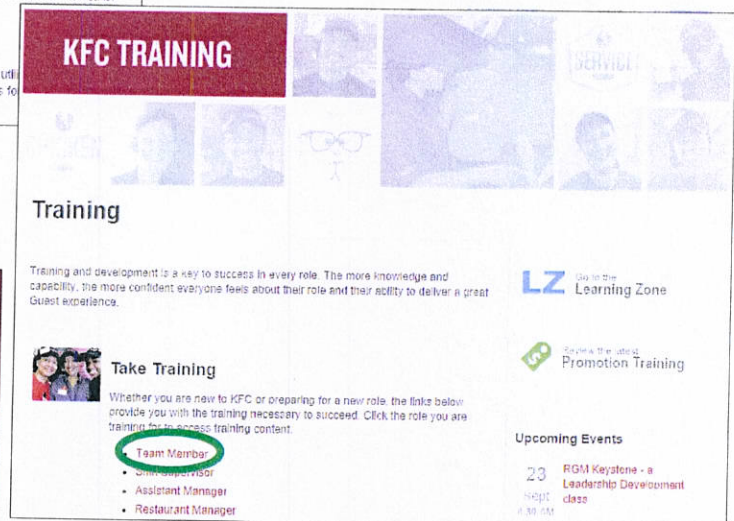 utili
s fo
KFC TRAINING
SERVICE
Training
Training and development is a key to success in every role. The more knowledge and
capability, the more confident everyone feels about their role and their ability to deliver a great
Guest experience.
LZ Go to the
Learning Zone
Review the latest
Promotion Training
Take Training
Whether you are new to KFC or preparing for a new role, the links below
provide you with the training necessary to succeed. Click the role you are
training for to access training content.
• Team Member
• Shift Supervisor
• Assistant Manager
• Restaurant Manager
Upcoming Events
23
Sept
RGM Keystone - a
Leadership Development
class